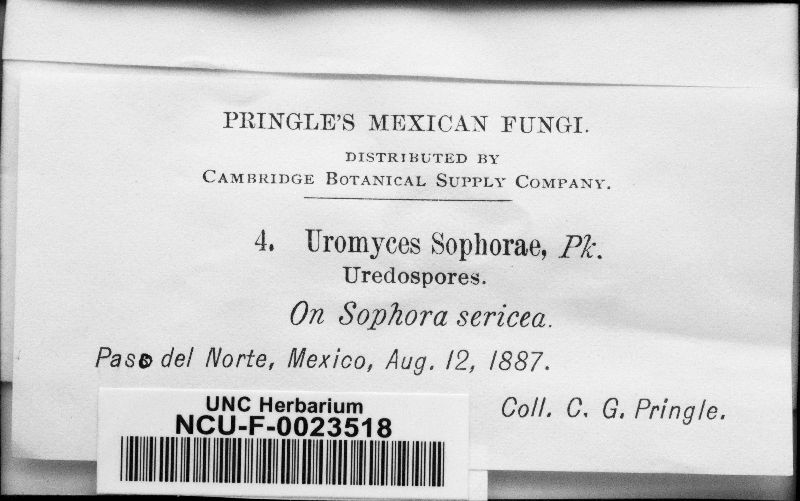 PRINGLE'S MEXICAN FUNGI.
DISTRIBUTED BY
CAMBRIDGE BOTANICAL SUPPLY COMPANY.
4. Uromyces Sophorae, Pk.
Uredospores.
On Sophora sericea.
Paso del Norte, Mexico, Aug. 12, 1887.
Coll. C. G. Pringle.
UNC Herbarium
NCU-F-0023518